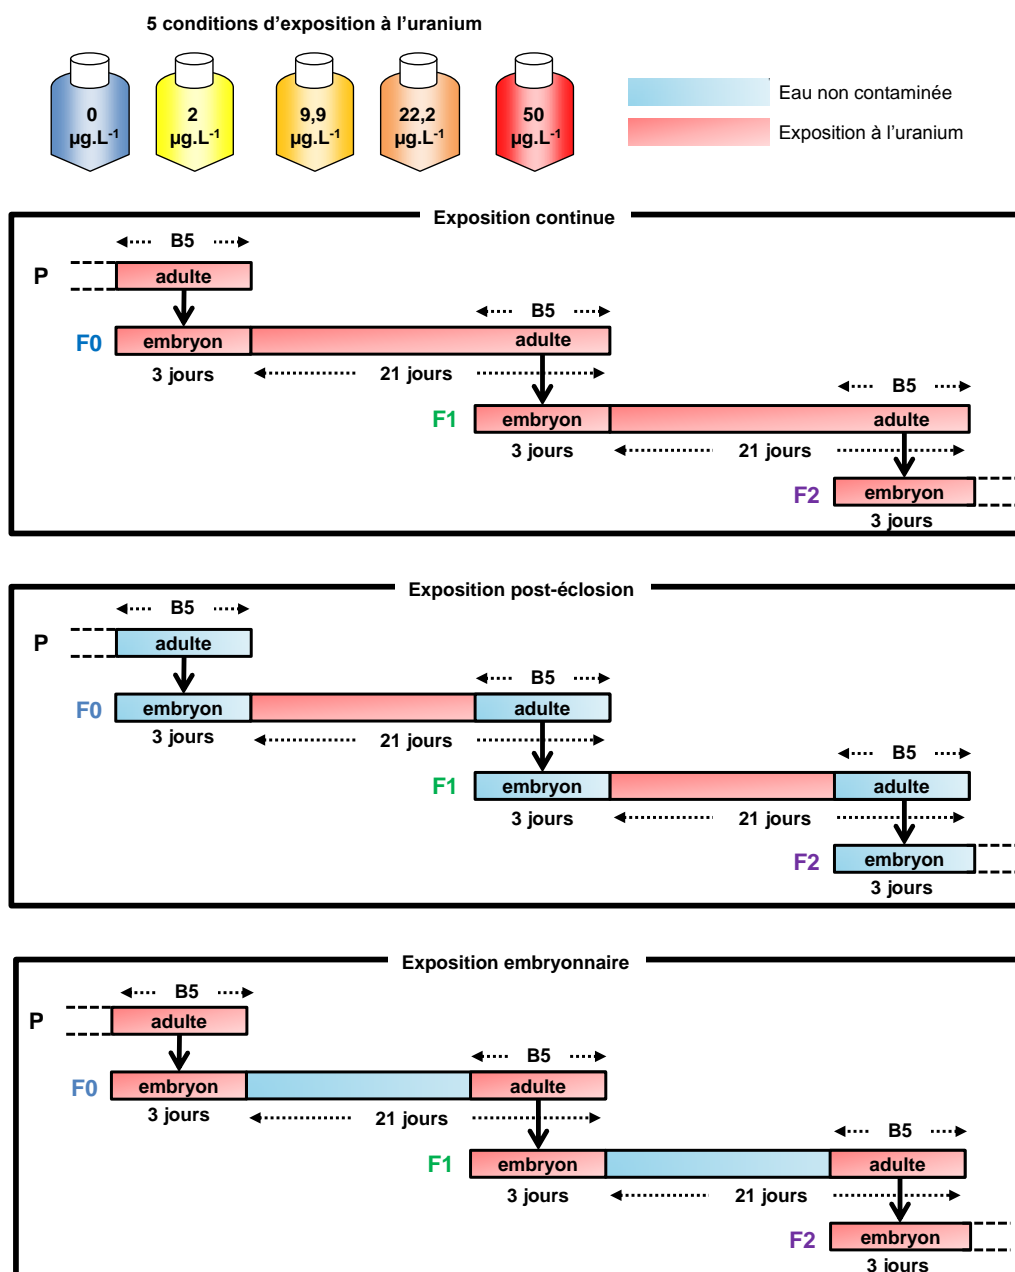 5 conditions d’exposition à l’uranium
0 µg.L-1
2 µg.L-1
9,9 µg.L-1
22,2 µg.L-1
50 µg.L-1
Eau non contaminée
Exposition à l’uranium
Exposition continue
B5
P adulte
B5
F0 embryon adulte
3 jours 21 jours
B5
F1 embryon adulte
3 jours 21 jours
F2 embryon
3 jours
Exposition post-éclosion
B5
P adulte
B5
F0 embryon adulte
3 jours 21 jours
B5
F1 embryon adulte
3 jours 21 jours
F2 embryon
3 jours
Exposition embryonnaire
B5
P adulte
B5
F0 embryon adulte
3 jours 21 jours
B5
F1 embryon adulte
3 jours 21 jours
F2 embryon
3 jours